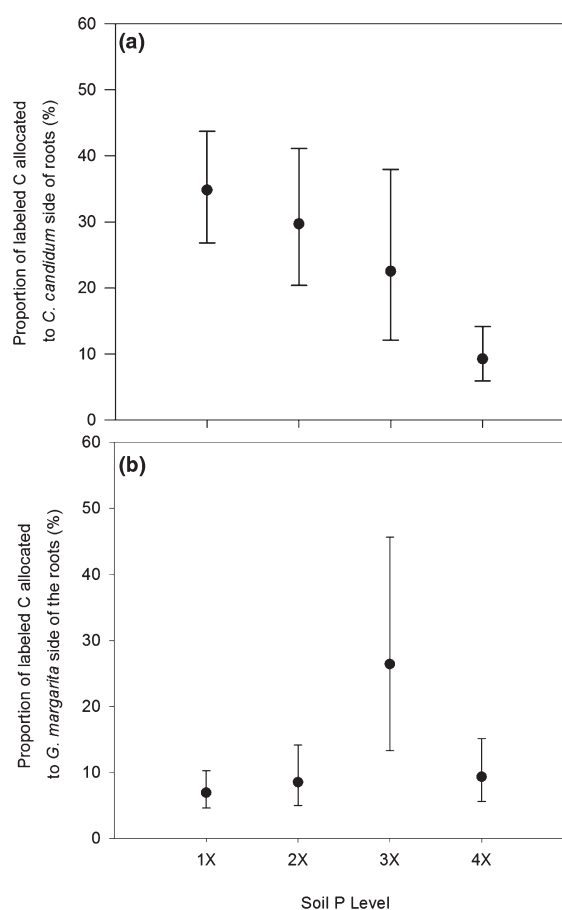 (a)
Proportion of labeled C allocated
to C. candidum side of roots (%)
60
50
40
30
20
10
0
(b)
Proportion of labeled C allocated
to G. margarita side of the roots (%)
60
50
40
30
20
10
0
1X 2X 3X 4X
Soil P Level